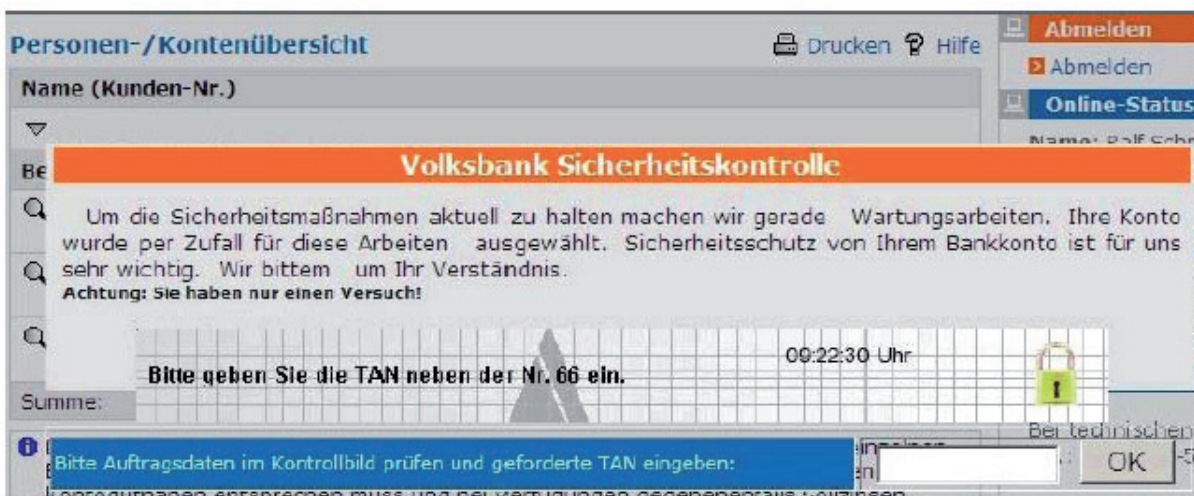 Personen-/Kontenübersicht
Drucken
Hilfe
Abmelden
Abmelden
Name (Kunden-Nr.)
Online-Status
Name:
Be
Volksbank Sicherheitskontrolle
Um die Sicherheitsmaßnahmen aktuell zu halten machen wir gerade Wartungsarbeiten. Ihre Konto
wurde per Zufall für diese Arbeiten ausgewählt. Sicherheitsschutz von Ihrem Bankkonto ist für uns
sehr wichtig. Wir bittem um Ihr Verständnis.
Achtung: Sie haben nur einen Versuch!
09:22:30 Uhr
Bitte geben Sie die TAN neben der Nr. 66 ein.
Summe:
Bei technischen
Bitte Auftragsdaten im Kontrollbild prüfen und geforderte TAN eingeben:
OK